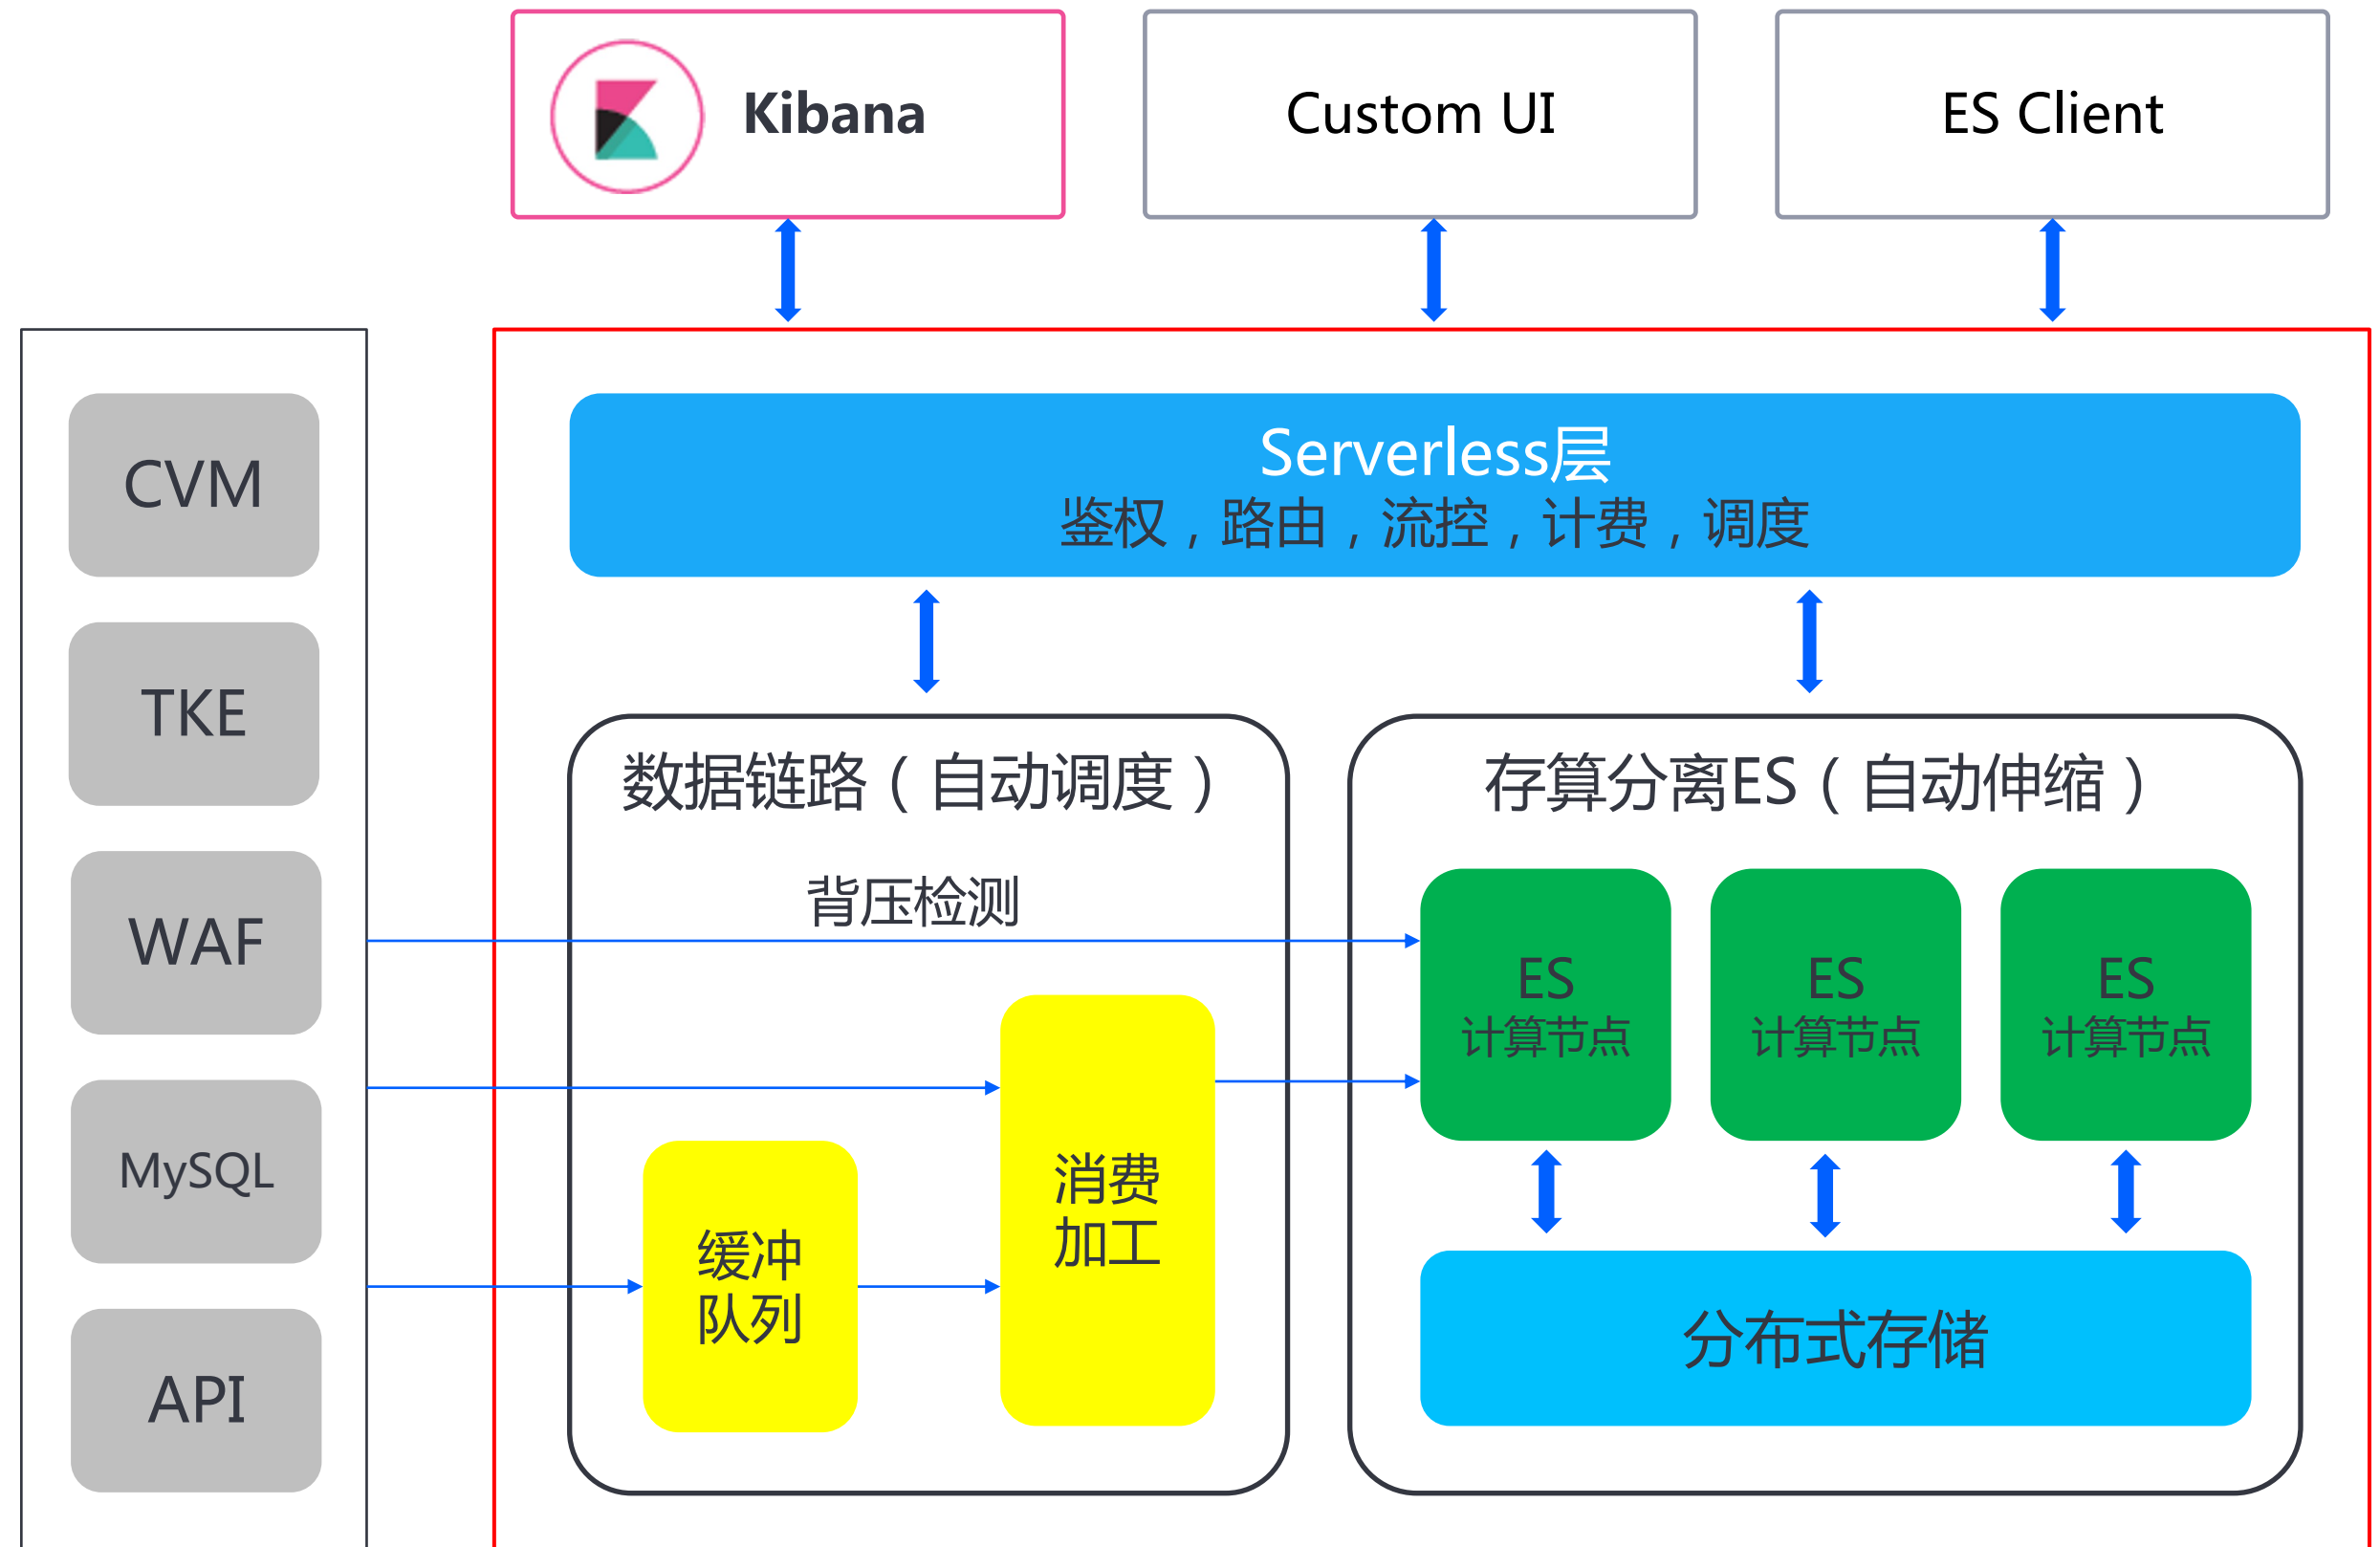 Kibana
Custom UI
ES Client
CVM
TKE
WAF
MySQL
API
Serverless层
鉴权，路由，流控，计费，调度
数据链路（自动调度）
背压检测
缓冲
队列
消费
加工
存算分离ES（自动伸缩）
ES
计算节点
ES
计算节点
ES
计算节点
分布式存储